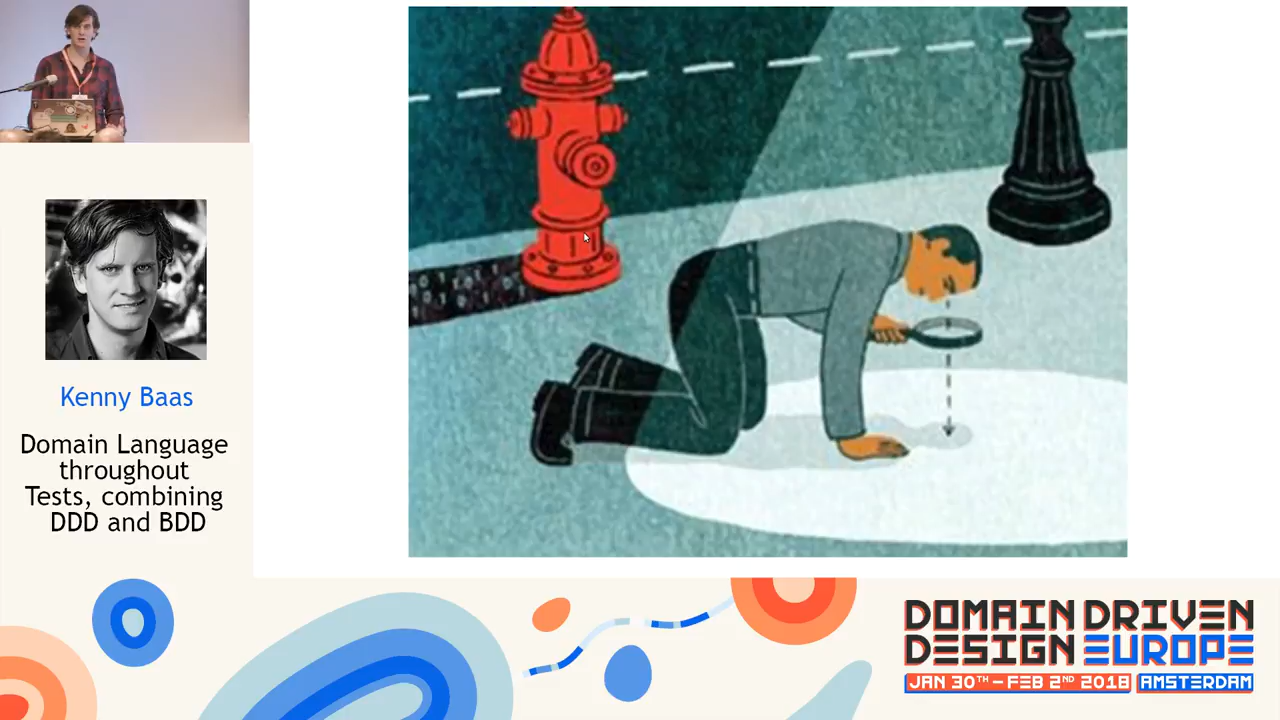 Kenny Baas
Domain Language
throughout
Tests, combining
DDD and BDD
DOMAIN DRIVEN
DESIGN EUROPE
JAN 30TH - FEB 2ND 2018 AMSTERDAM